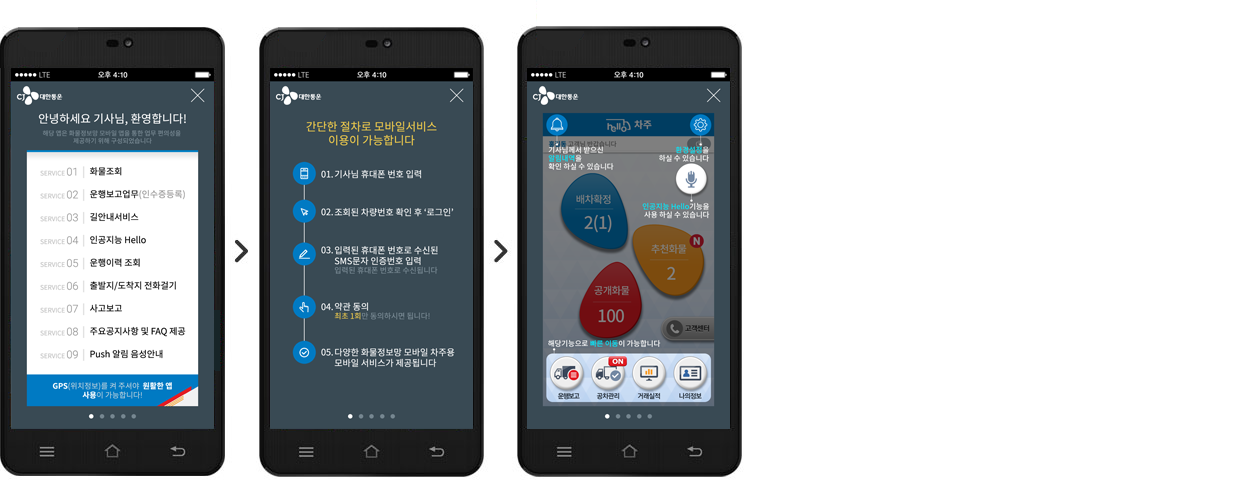 LTE 오후 4:10
CJ 대한통운
안녕하세요 기사님, 환영합니다!
해당 앱은 화물정보망 모바일 앱을 통한 업무 편의성을
제공하기 위해 구성되었습니다
SERVICE 01 화물조회
SERVICE 02 운행보고업무(인수증등록)
SERVICE 03 길안내서비스
SERVICE 04 인공지능 Hello
SERVICE 05 운행이력 조회
SERVICE 06 출발지/도착지 전화걸기
SERVICE 07 사고보고
SERVICE 08 주요공지사항 및 FAQ 제공
SERVICE 09 Push 알림 음성안내
GPS(위치정보)를 켜 주셔야 원활한 앱
사용이 가능합니다!
LTE 오후 4:10
CJ 대한통운
간단한 절차로 모바일서비스
이용이 가능합니다
01. 기사님 휴대폰 번호 입력
02. 조회된 차량번호 확인 후 ‘로그인’
03. 입력된 휴대폰 번호로 수신된
SMS문자 인증번호 입력
입력된 휴대폰 번호로 수신됩니다
04. 약관 동의
최초 1회만 동의하시면 됩니다!
05. 다양한 화물정보망 모바일 차주용
모바일 서비스가 제공됩니다
LTE 오후 4:10
CJ 대한통운
hello 차주
고객님 반갑습니다
기사님께서 받으신
알림내역을
확인 하실 수 있습니다
환경설정을
하실 수 있습니다
인공지능 Hello기능을
사용 하실 수 있습니다
배차확정
2(1)
추천화물
N
2
공개화물
100
고객센터
해당기능으로 빠른 이동이 가능합니다
ON
운행보고 공차관리 거래실적 나의정보